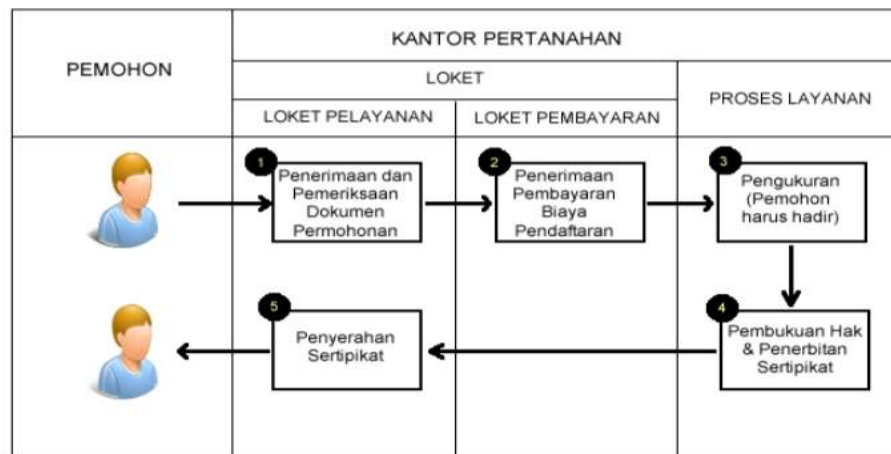 PEMOHON
KANTOR PERTANAHAN
LOKET
PROSES LAYANAN
LOKET PELAYANAN
LOKET PEMBAYARAN
1
Penerimaan dan
Pemeriksaan
Dokumen
Permohonan
2
Penerimaan
Pembayaran
Biaya
Pendaftaran
3
Pengukuran
(Pemohon
harus hadir)
4
Pembukuan Hak
& Penerbitan
Sertipikat
5
Penyerahan
Sertipikat